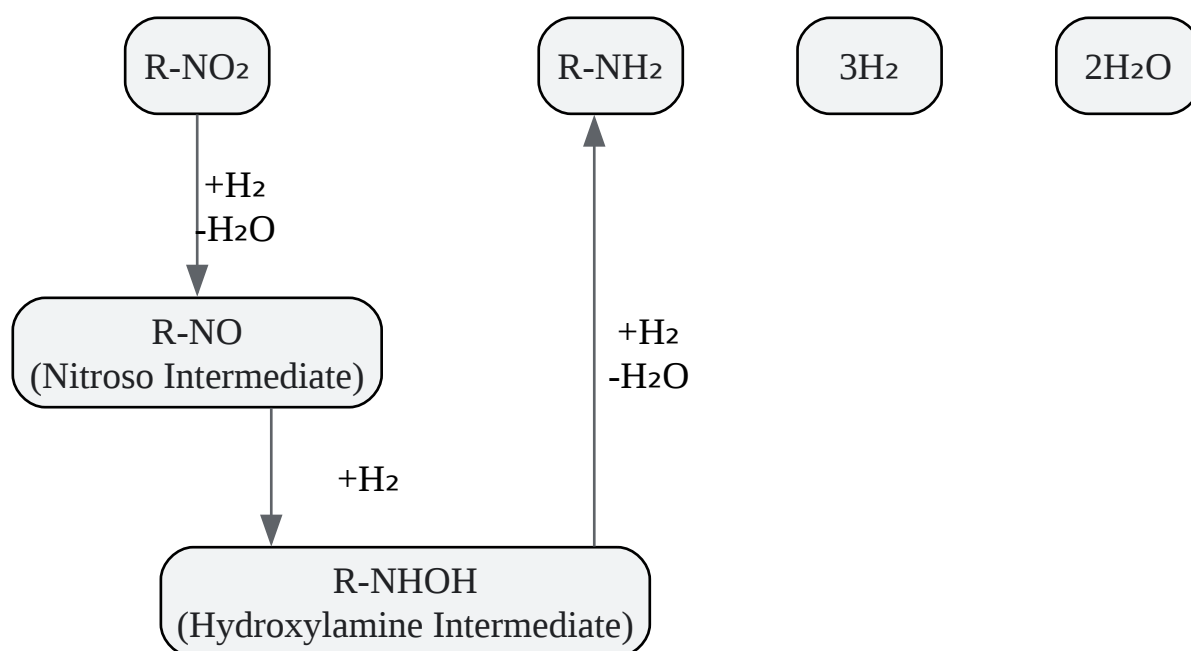 R-NO₂
R-NH₂
3H₂
2H₂O
+H₂
-H₂O
R-NO
(Nitroso Intermediate)
+H₂
-H₂O
+H₂
R-NHOH
(Hydroxylamine Intermediate)